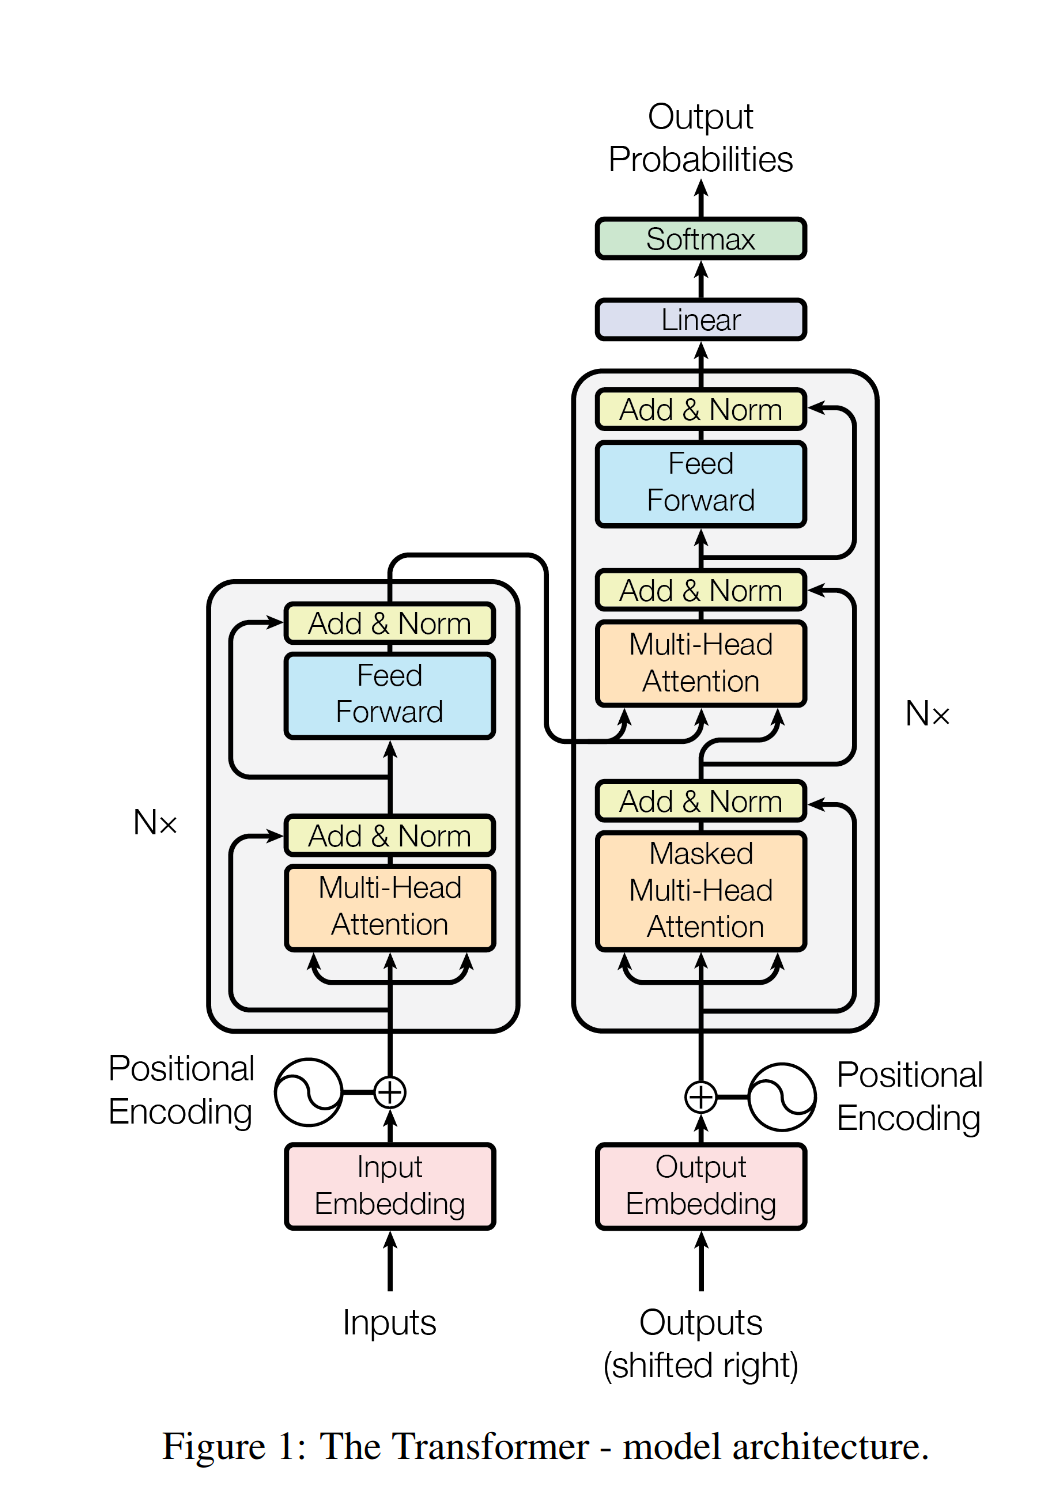 Output
Probabilities
Softmax
Linear
Add & Norm
Feed
Forward
Add & Norm
Multi-Head
Attention
Nx
Add & Norm
Masked
Multi-Head
Attention
Add & Norm
Feed
Forward
Nx
Add & Norm
Multi-Head
Attention
Positional
Encoding
Positional
Encoding
Input
Embedding
Output
Embedding
Inputs
Outputs
(shifted right)
Figure 1: The Transformer - model architecture.